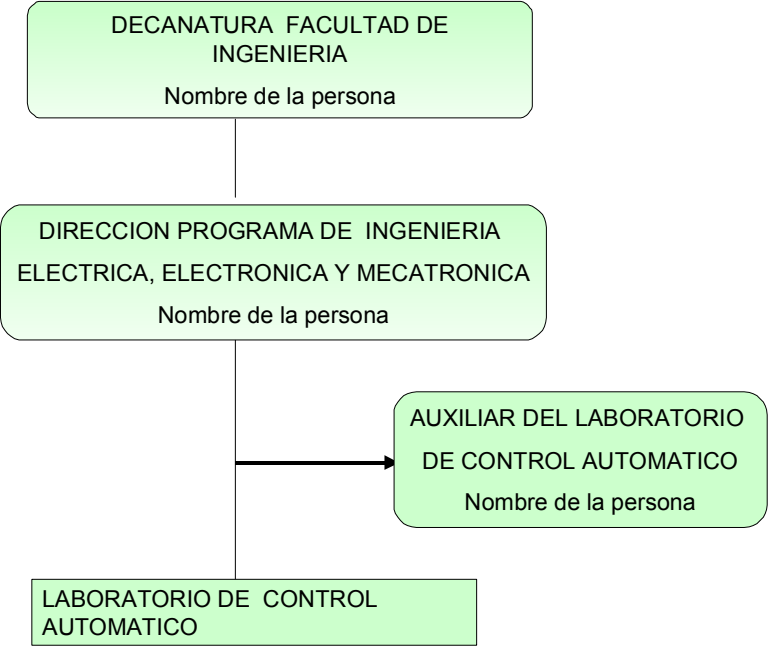 DECANATURA FACULTAD DE
INGENIERIA
Nombre de la persona
DIRECCION PROGRAMA DE INGENIERIA
ELECTRICA, ELECTRONICA Y MECATRONICA
Nombre de la persona
AUXILIAR DEL LABORATORIO
DE CONTROL AUTOMATICO
Nombre de la persona
LABORATORIO DE CONTROL
AUTOMATICO